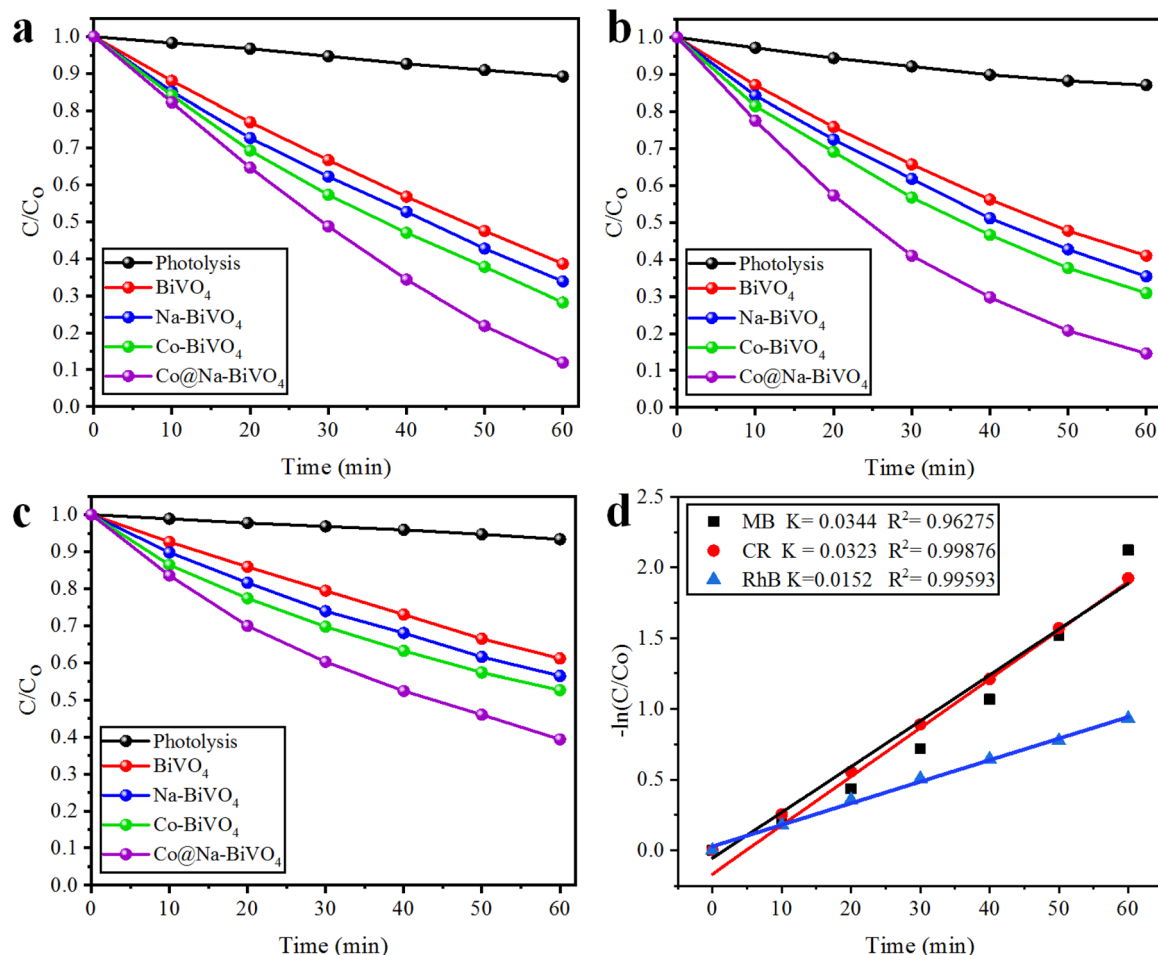 a
1.0
0.9
0.8
0.7
0.6
0.5
0.4
0.3
0.2
0.1
0.0
C/Co
Photolysis
BiVO4
Na-BiVO4
Co-BiVO4
Co@Na-BiVO4
0 10 20 30 40 50 60
Time (min)
b
1.0
0.9
0.8
0.7
0.6
0.5
0.4
0.3
0.2
0.1
0.0
C/Co
Photolysis
BiVO4
Na-BiVO4
Co-BiVO4
Co@Na-BiVO4
0 10 20 30 40 50 60
Time (min)
c
1.0
0.9
0.8
0.7
0.6
0.5
0.4
0.3
0.2
0.1
0.0
C/Co
Photolysis
BiVO4
Na-BiVO4
Co-BiVO4
Co@Na-BiVO4
0 10 20 30 40 50 60
Time (min)
d
2.5
2.0
1.5
1.0
0.5
0.0
-ln(C/Co)
MB K= 0.0344 R2= 0.96275
CR K= 0.0323 R2= 0.99876
RhB K=0.0152 R2= 0.99593
0 10 20 30 40 50 60
Time (min)